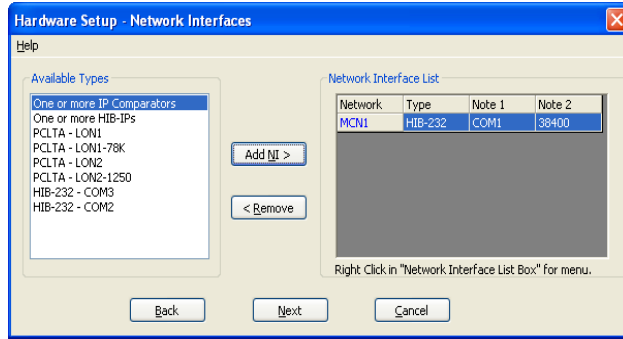 Hardware Setup - Network Interfaces
Help
Available Types
One or more IP Comparators
One or more HIB-IPs
PCLTA - LON1
PCLTA - LON1-78K
PCLTA - LON2
PCLTA - LON2-1250
HIB-232 - COM3
HIB-232 - COM2
Add NI >
< Remove
Network Interface List
Network Type Note 1 Note 2
MCN1 HIB-232 COM1 38400
Right Click in "Network Interface List Box" for menu.
Back Next Cancel